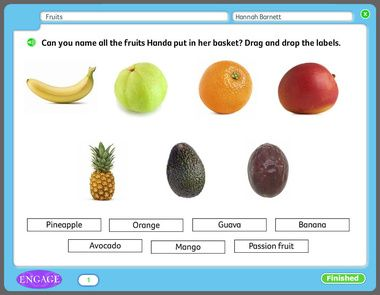 Fruits
Hannah Barnett
Can you name all the fruits Handa put in her basket? Drag and drop the labels.
Pineapple
Orange
Guava
Banana
Avocado
Mango
Passion fruit
ENGAGE
1
Finished